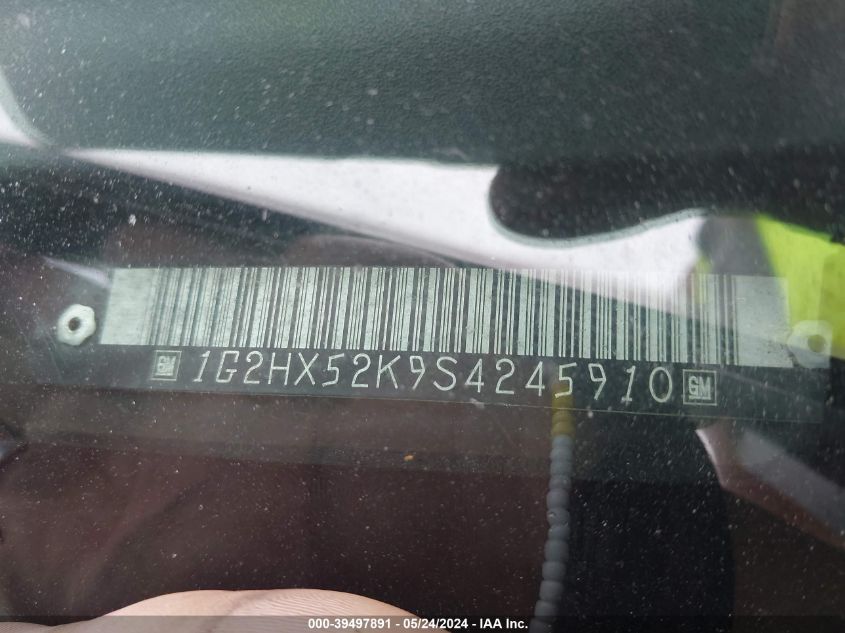 GM 1G2HX52K9S4245910 GM
000-39497891 / 05/24/2024 - IAA Inc.